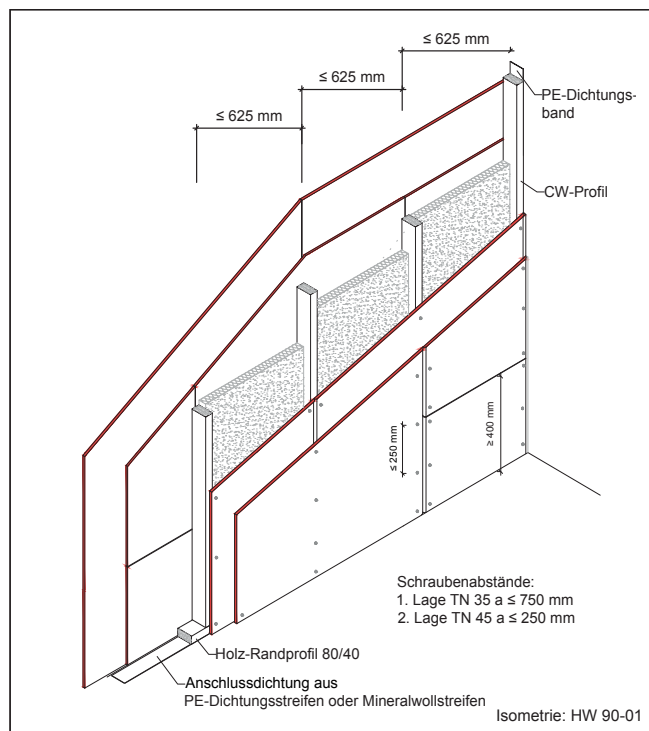 ≤ 625 mm
≤ 625 mm
≤ 625 mm
PE-Dichtungs-
band
CW-Profil
≤ 250 mm
≥ 400 mm
Schraubenabstände:
1. Lage TN 35 a ≤ 750 mm
2. Lage TN 45 a ≤ 250 mm
Holz-Randprofil 80/40
Anschlussdichtung aus
PE-Dichtungsstreifen oder Mineralwollstreifen
Isometrie: HW 90-01